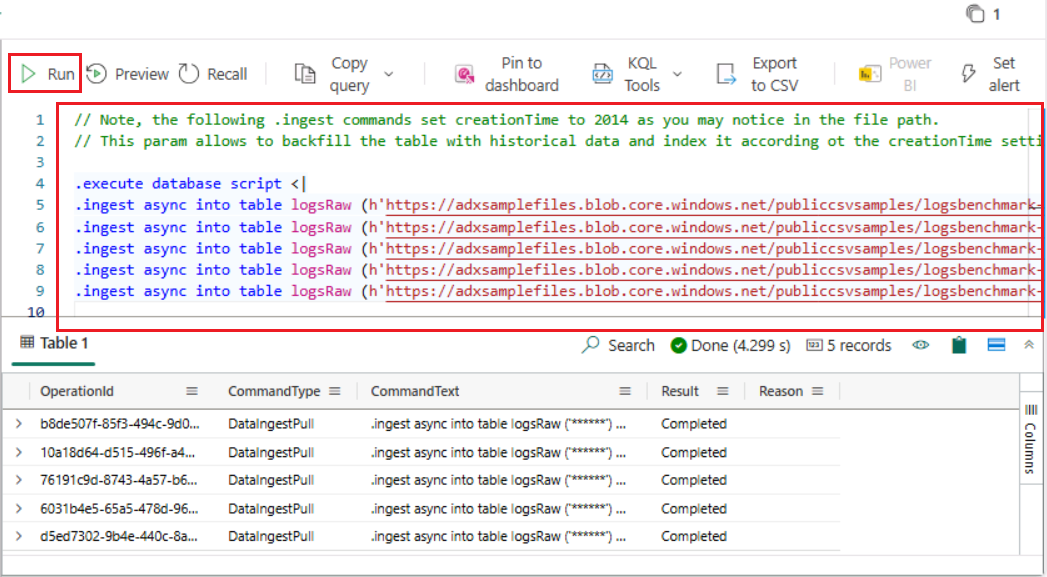 1
Run Preview Recall Copy query Pin to dashboard KQL Tools Export to CSV Power BI Set alert
1 // Note, the following .ingest commands set creationTime to 2014 as you may notice in the file path.
2 // This param allows to backfill the table with historical data and index it according ot the creationTime setti
3
4 .execute database script <|
5 .ingest async into table logsRaw (h'https://adxsamplefiles.blob.core.windows.net/publiccsvsamples/logsbenchmark-
6 .ingest async into table logsRaw (h'https://adxsamplefiles.blob.core.windows.net/publiccsvsamples/logsbenchmark-
7 .ingest async into table logsRaw (h'https://adxsamplefiles.blob.core.windows.net/publiccsvsamples/logsbenchmark-
8 .ingest async into table logsRaw (h'https://adxsamplefiles.blob.core.windows.net/publiccsvsamples/logsbenchmark-
9 .ingest async into table logsRaw (h'https://adxsamplefiles.blob.core.windows.net/publiccsvsamples/logsbenchmark-
10
Table 1 Search Done (4.299 s) 5 records
OperationId CommandType CommandText Result Reason
b8de507f-85f3-494c-9d0... DataIngestPull .ingest async into table logsRaw ('******') ... Completed
10a18d64-d515-496f-a4... DataIngestPull .ingest async into table logsRaw ('******') ... Completed
76191c9d-8743-4a57-b6... DataIngestPull .ingest async into table logsRaw ('******') ... Completed
6031b4e5-65a5-478d-96... DataIngestPull .ingest async into table logsRaw ('******') ... Completed
d5ed7302-9b4e-440c-8a... DataIngestPull .ingest async into table logsRaw ('******') ... Completed
Columns